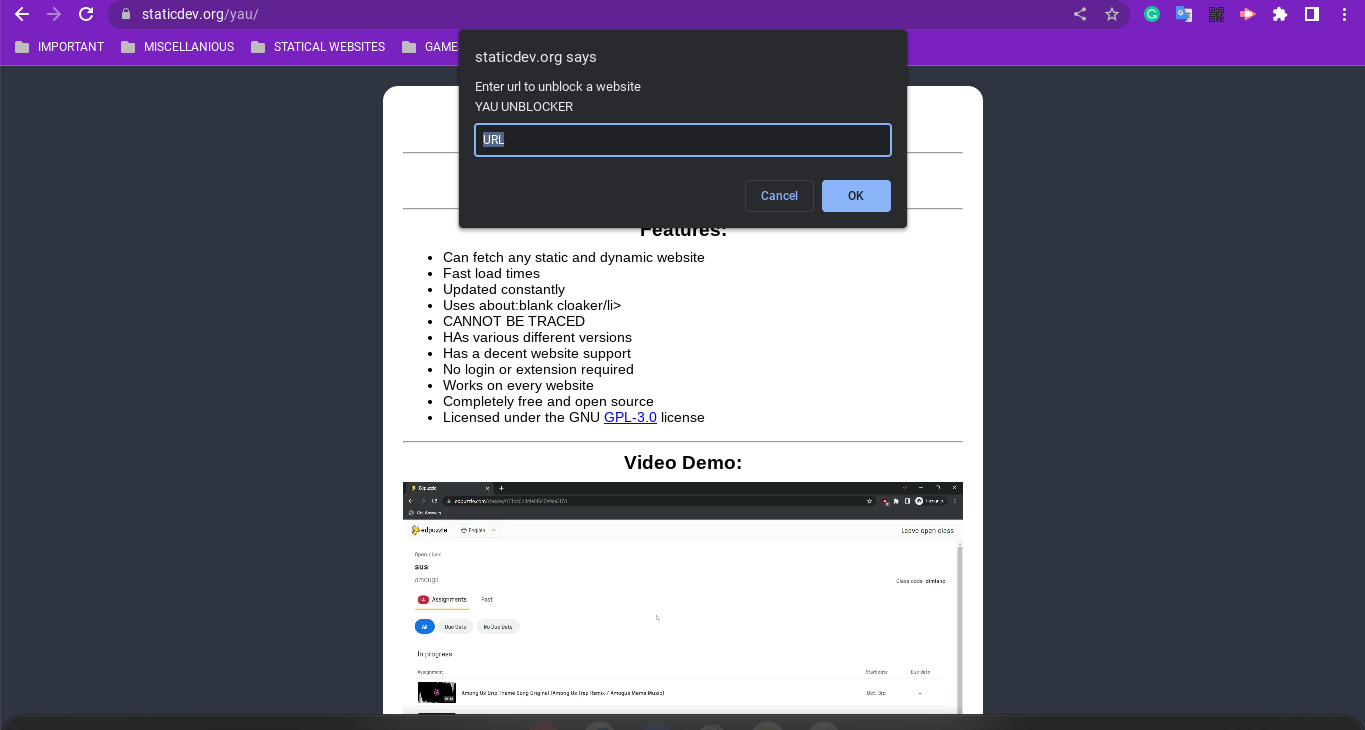 staticdev.org/yau/
IMPORTANT MISCELLANIOUS STATICAL WEBSITES GAME
staticdev.org says
Enter url to unblock a website
YAU UNBLOCKER
URL
Cancel OK
Features:
Can fetch any static and dynamic website
Fast load times
Updated constantly
Uses about:blank cloaker/li>
CANNOT BE TRACED
HAs various different versions
Has a decent website support
No login or extension required
Works on every website
Completely free and open source
Licensed under the GNU GPL-3.0 license
Video Demo:
Edpuzzle
Get Answers
edpuzzle English Leave open class
Open class
sus
amougs
Class code
Assignments Past
All Due Date No Due Date
In progress
Assignment Start date Due date
Among Us Drip Theme Song Original (Among Us Trap Remix / Amogus Meme Music) Oct. 3rd -